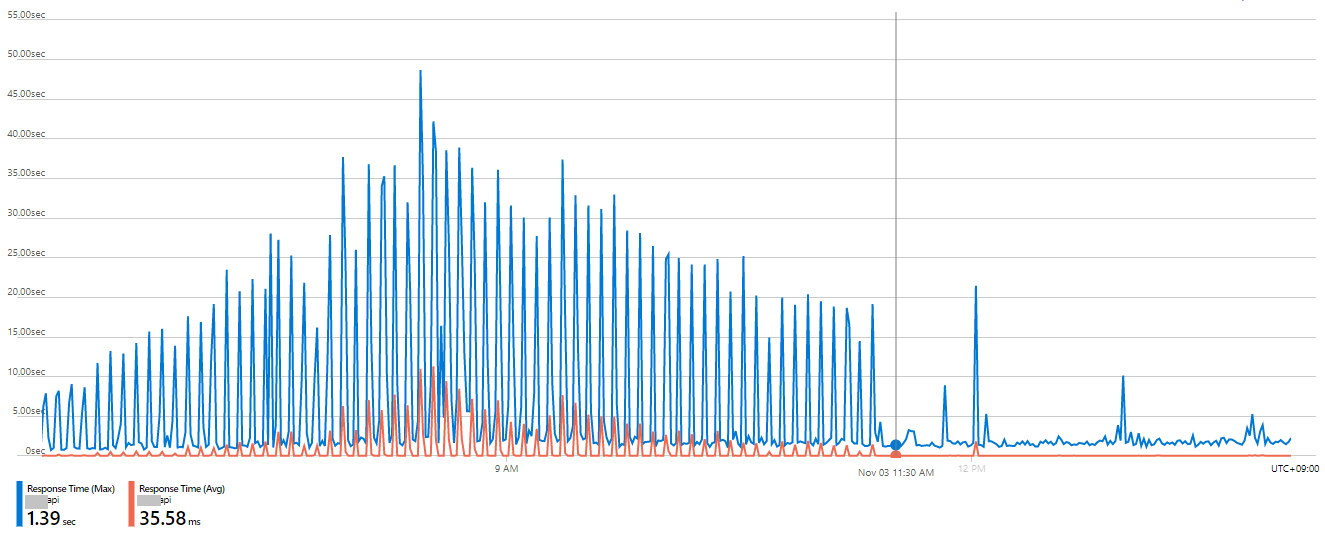 55.00sec
50.00sec
45.00sec
40.00sec
35.00sec
30.00sec
25.00sec
20.00sec
15.00sec
10.00sec
5.00sec
0sec
9 AM
Nov 03 11:30 AM
12 PM
UTC+09:00
Response Time (Max)
api
1.39 sec
Response Time (Avg)
api
35.58 ms